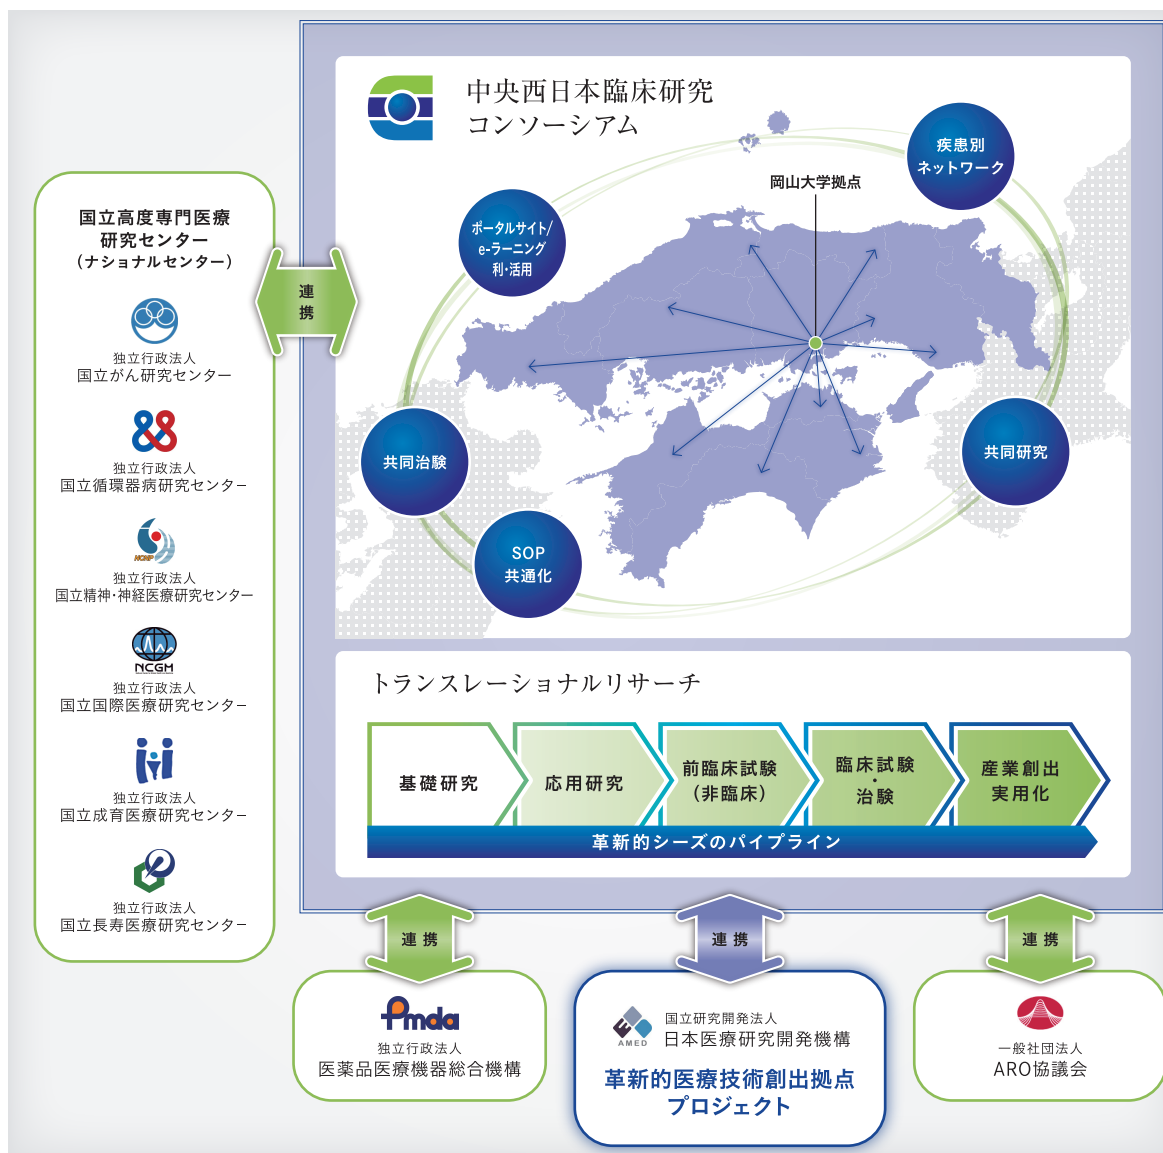 中央西日本臨床研究
コンソーシアム
疾患別
ネットワーク
岡山大学拠点
ポータルサイト/
e-ラーニング
利・活用
共同治験
SOP
共通化
共同研究
国立高度専門医療
研究センター
(ナショナルセンター)
連
携
独立行政法人
国立がん研究センター
独立行政法人
国立循環器病研究センター
NCNP
独立行政法人
国立精神・神経医療研究センター
NCGM
独立行政法人
国立国際医療研究センター
独立行政法人
国立成育医療研究センター
独立行政法人
国立長寿医療研究センター
トランスレーショナルリサーチ
基礎研究
応用研究
前臨床試験
(非臨床)
臨床試験
・
治験
産業創出
実用化
革新的シーズのパイプライン
連携
連携
連携
Pmda
独立行政法人
医薬品医療機器総合機構
AMED
国立研究開発法人
日本医療研究開発機構
革新的医療技術創出拠点
プロジェクト
一般社団法人
ARO協議会